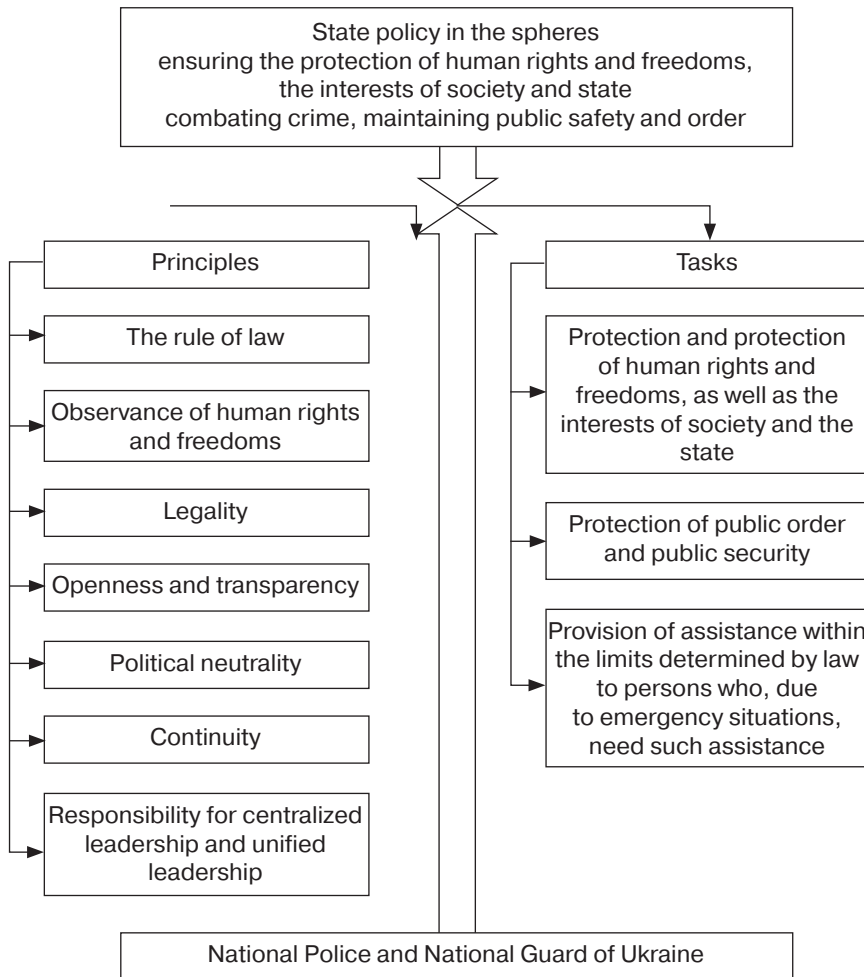 State policy in the spheres
ensuring the protection of human rights and freedoms,
the interests of society and state
combating crime, maintaining public safety and order
Principles
The rule of law
Observance of human rights
and freedoms
Legality
Openness and transparency
Political neutrality
Continuity
Responsibility for centralized
leadership and unified
leadership
Tasks
Protection and protection
of human rights and
freedoms, as well as the
interests of society and the
state
Protection of public order
and public security
Provision of assistance within
the limits determined by law
to persons who, due
to emergency situations,
need such assistance
National Police and National Guard of Ukraine